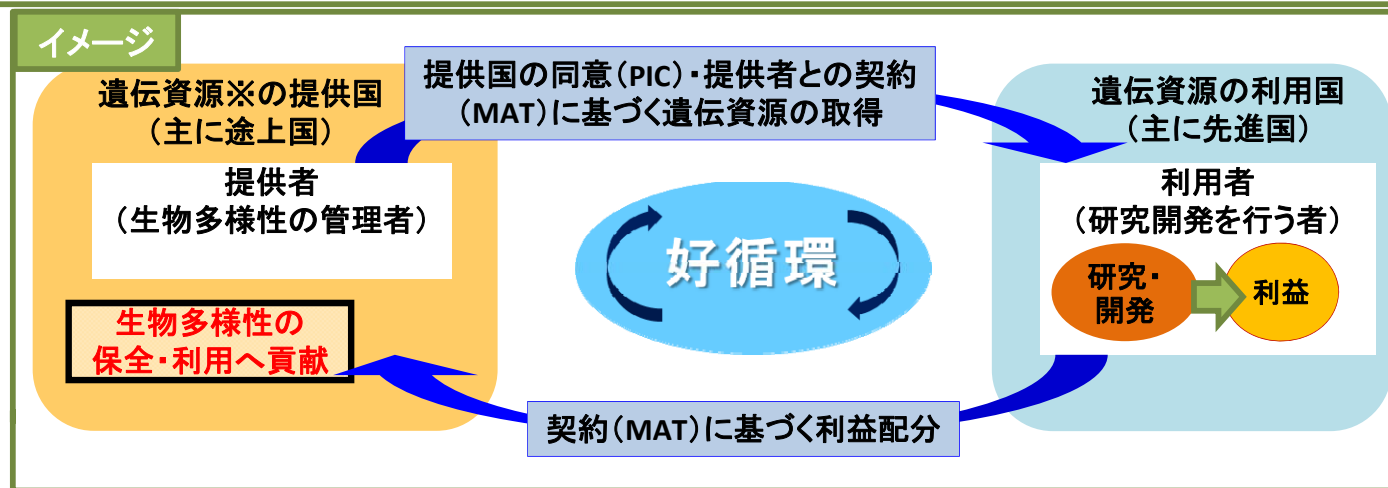 イメージ
遺伝資源※の提供国
(主に途上国)
提供者
(生物多様性の管理者)
生物多様性の
保全・利用へ貢献
提供国の同意(PIC)・提供者との契約
(MAT)に基づく遺伝資源の取得
好循環
契約(MAT)に基づく利益配分
遺伝資源の利用国
(主に先進国)
利用者
(研究開発を行う者)
研究・
開発
利益